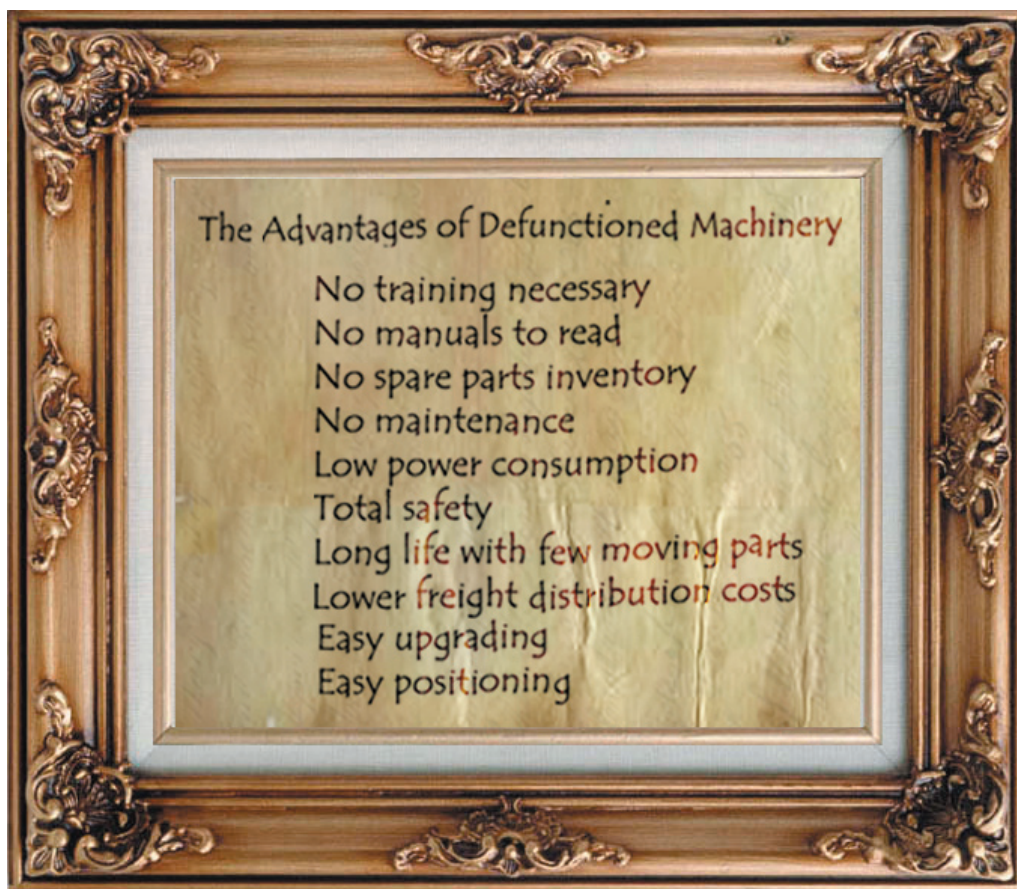 The Advantages of Defunctioned Machinery
No training necessary
No manuals to read
No spare parts inventory
No maintenance
Low power consumption
Total safety
Long life with few moving parts
Lower freight distribution costs
Easy upgrading
Easy positioning